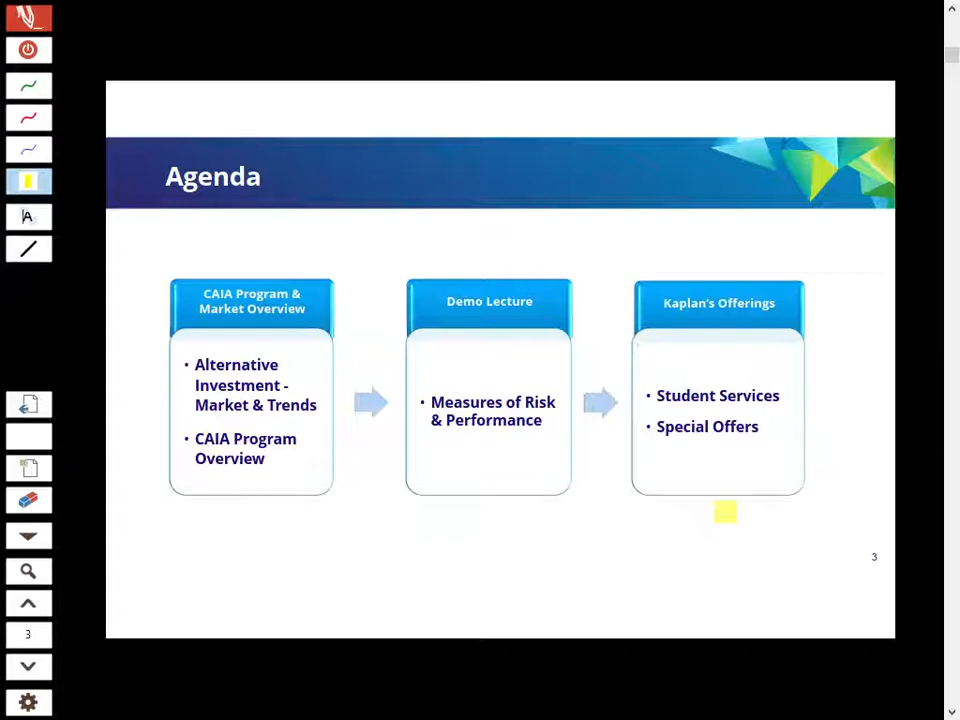 Agenda
CAIA Program &
Market Overview
• Alternative
Investment -
Market & Trends
• CAIA Program
Overview
Demo Lecture
• Measures of Risk
& Performance
Kaplan's Offerings
• Student Services
• Special Offers
3
A
3